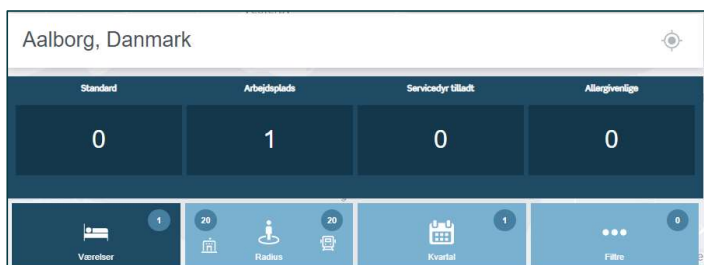 Aalborg, Danmark
Standard Arbejdsplads Servicedyr tilladt Allergivenlige
0 1 0 0
1 20 20 1 0
Værelser Radius Kvartal Filtre